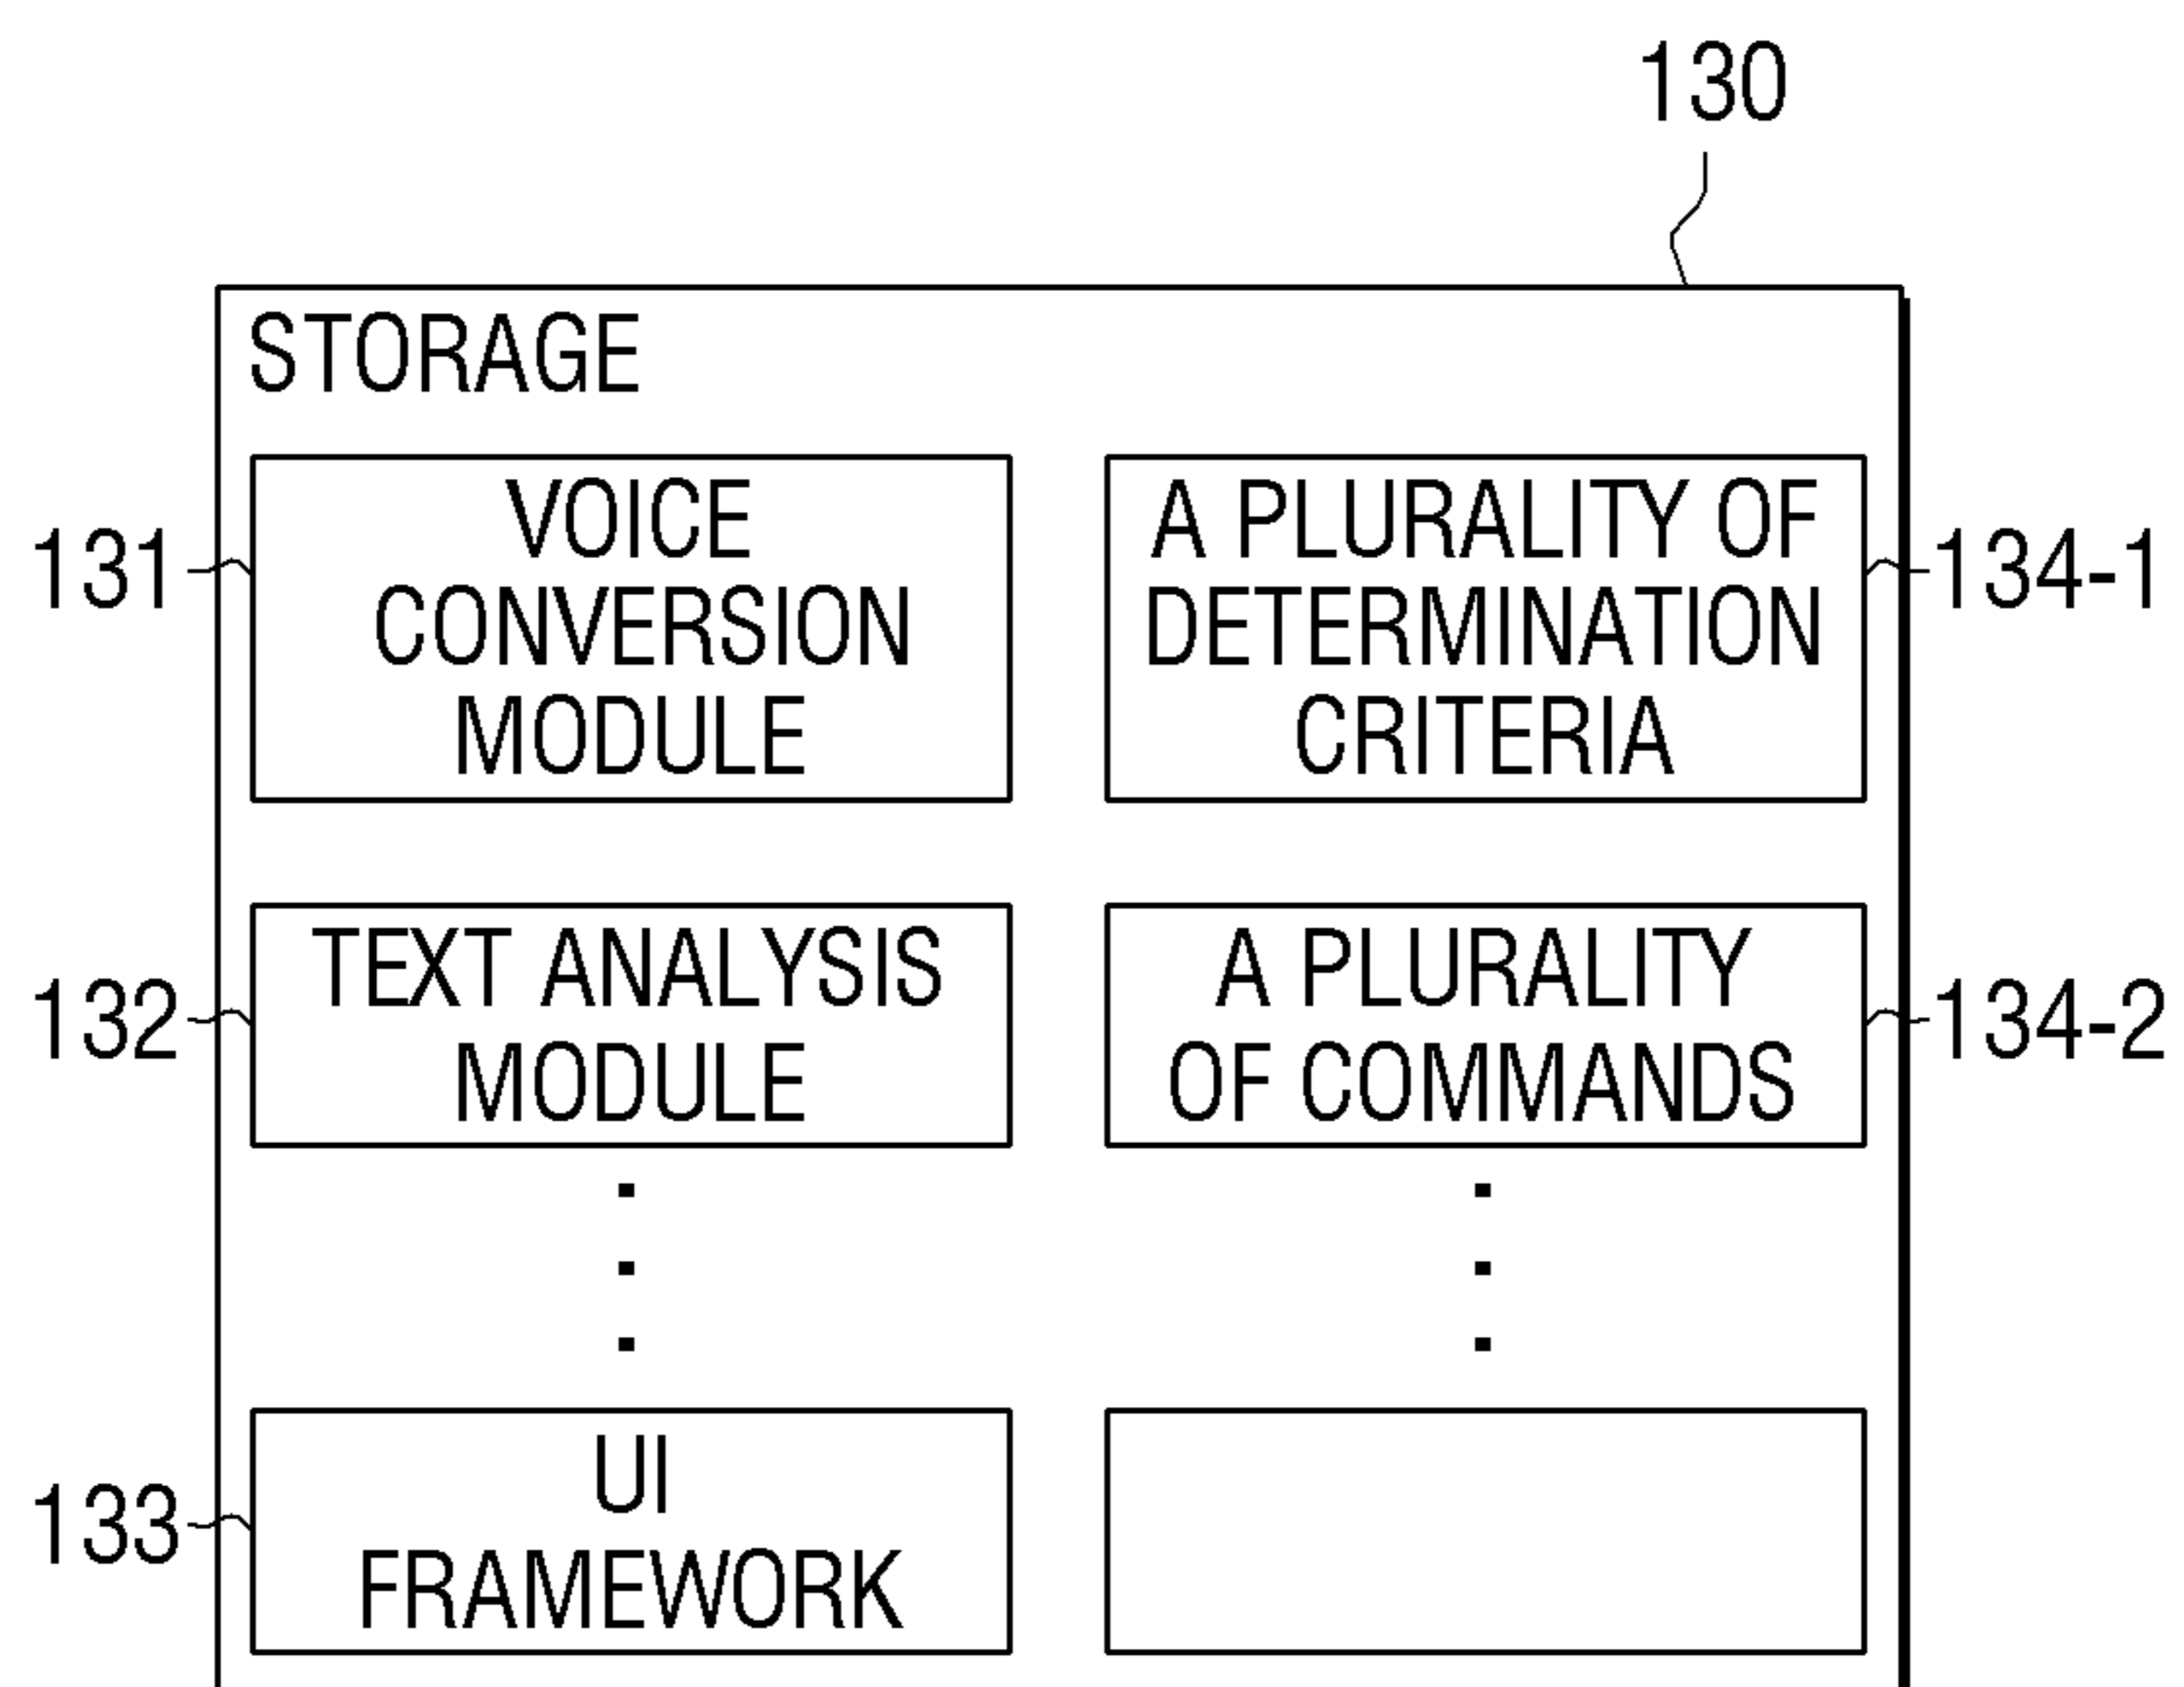 130
STORAGE
131
VOICE
CONVERSION
MODULE
A PLURALITY OF
DETERMINATION
CRITERIA
134-1
132
TEXT ANALYSIS
MODULE
A PLURALITY
OF COMMANDS
134-2
133
UI
FRAMEWORK